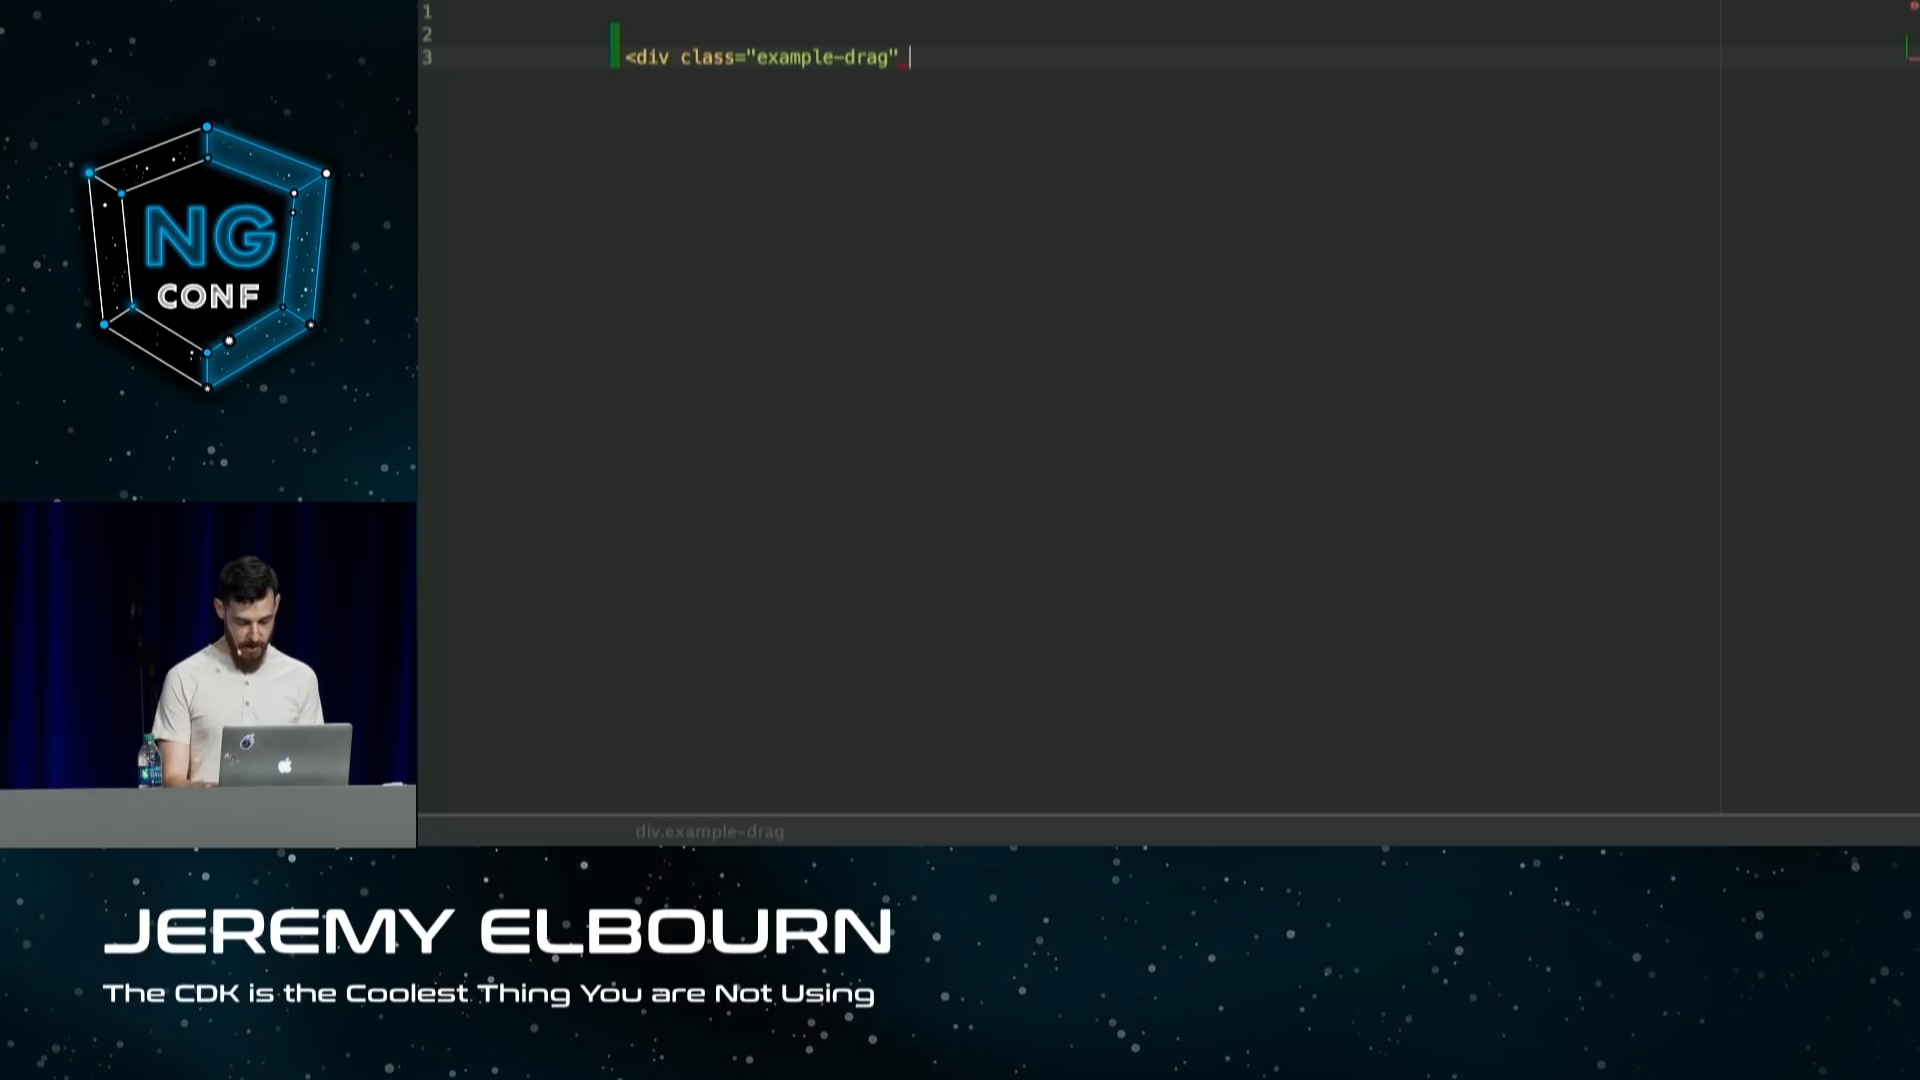 1
2
3
<div class="example-drag"
NG
CONF
div.example-drag
JEREMY ELBOURN
The CDK is the Coolest Thing You are Not Using